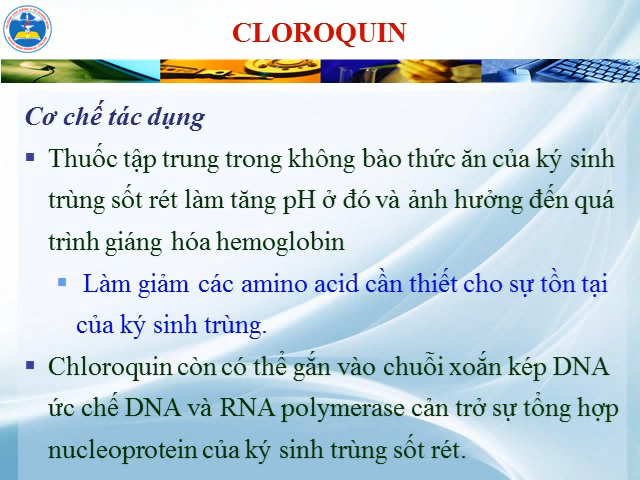 CLOROQUIN
Cơ chế tác dụng
Thuốc tập trung trong không bào thức ăn của ký sinh
trùng sốt rét làm tăng pH ở đó và ảnh hưởng đến quá
trình giáng hóa hemoglobin
Làm giảm các amino acid cần thiết cho sự tồn tại
của ký sinh trùng.
Chloroquin còn có thể gắn vào chuỗi xoắn kép DNA
ức chế DNA và RNA polymerase cản trở sự tổng hợp
nucleoprotein của ký sinh trùng sốt rét.